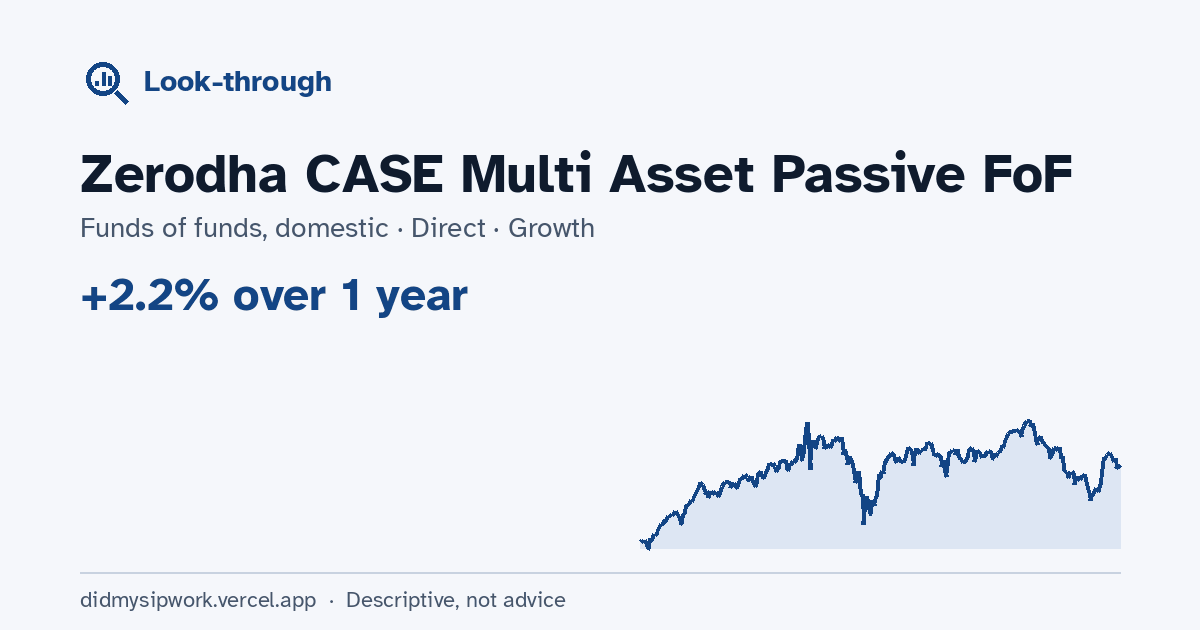 Look-through
Zerodha CASE Multi Asset Passive FoF
Funds of funds, domestic · Direct · Growth
+2.2% over 1 year
didmysipwork.vercel.app · Descriptive, not advice